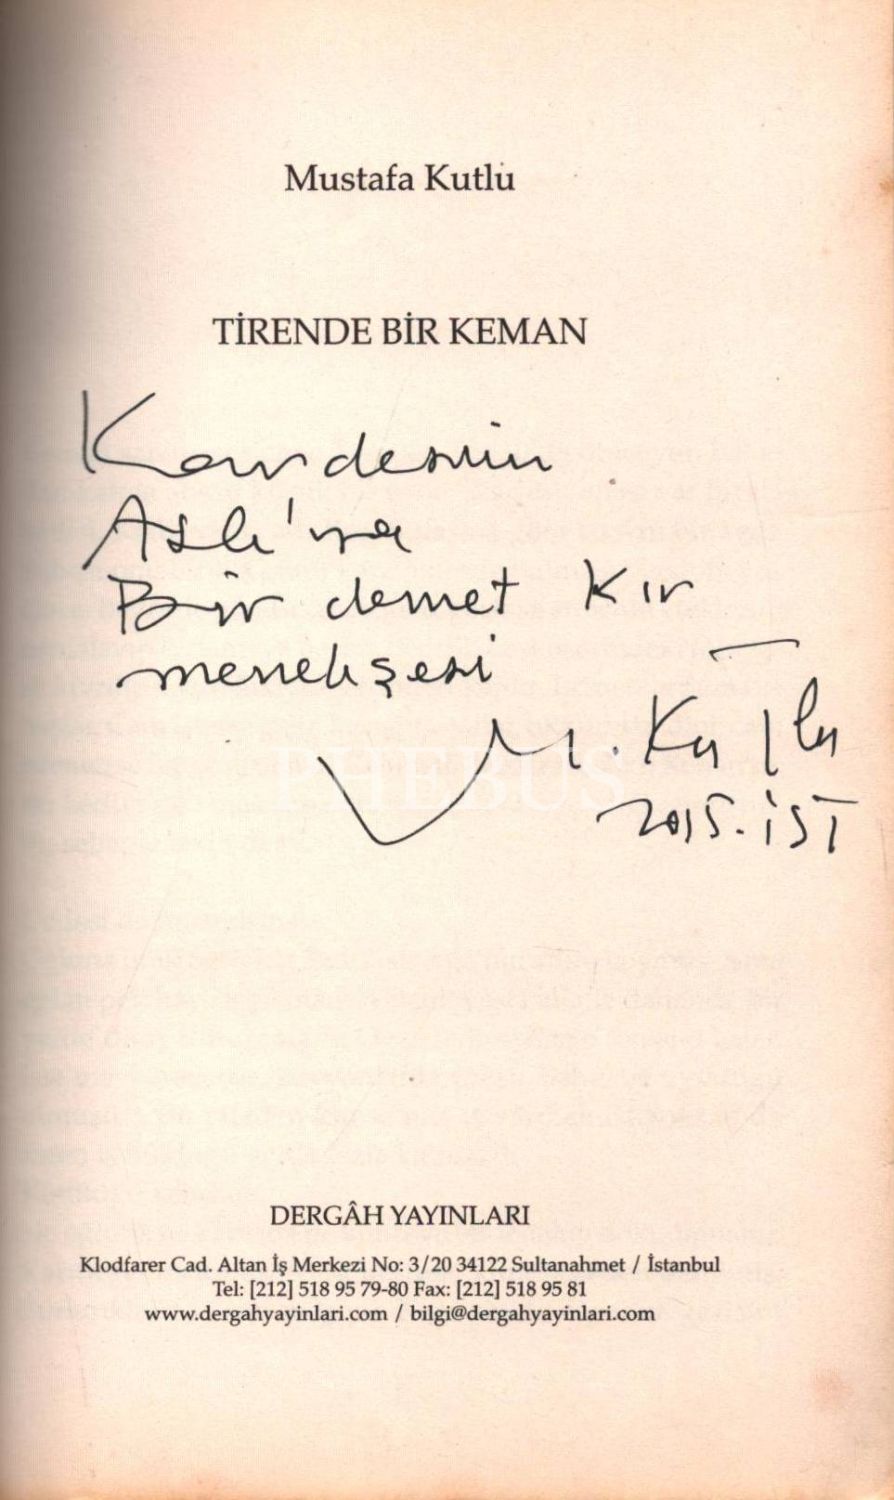 Mustafa Kutlu
TİRENDE BİR KEMAN
Kardeşim
Aslı'ya
Bir demet kır
menekşesi
M. Kutlu
2015. İST
PHEBUS
DERGÂH YAYINLARI
Klodfarer Cad. Altan İş Merkezi No: 3/20 34122 Sultanahmet / İstanbul
Tel: [212] 518 95 79-80 Fax: [212] 518 95 81
www.dergahyayinlari.com / bilgi@dergahyayinlari.com